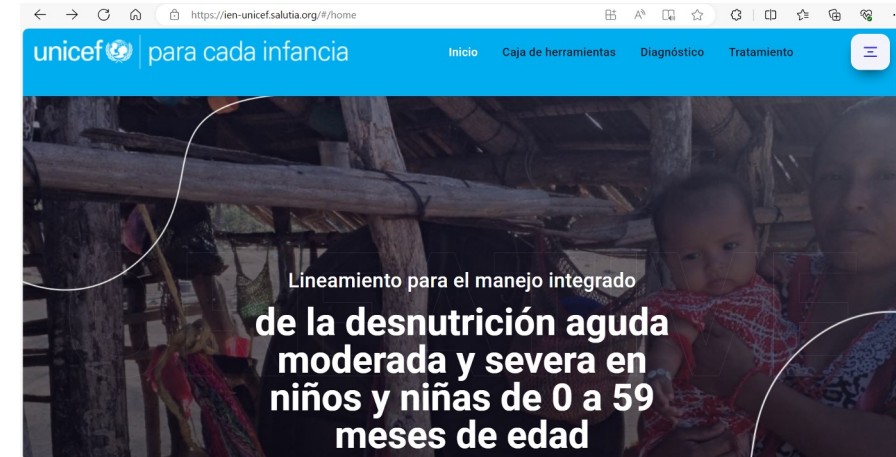 https://ien-unicef.salutia.org/#/home
unicef para cada infancia
Inicio Caja de herramientas Diagnóstico Tratamiento
Lineamiento para el manejo integrado
de la desnutrición aguda
moderada y severa en
niños y niñas de 0 a 59
meses de edad